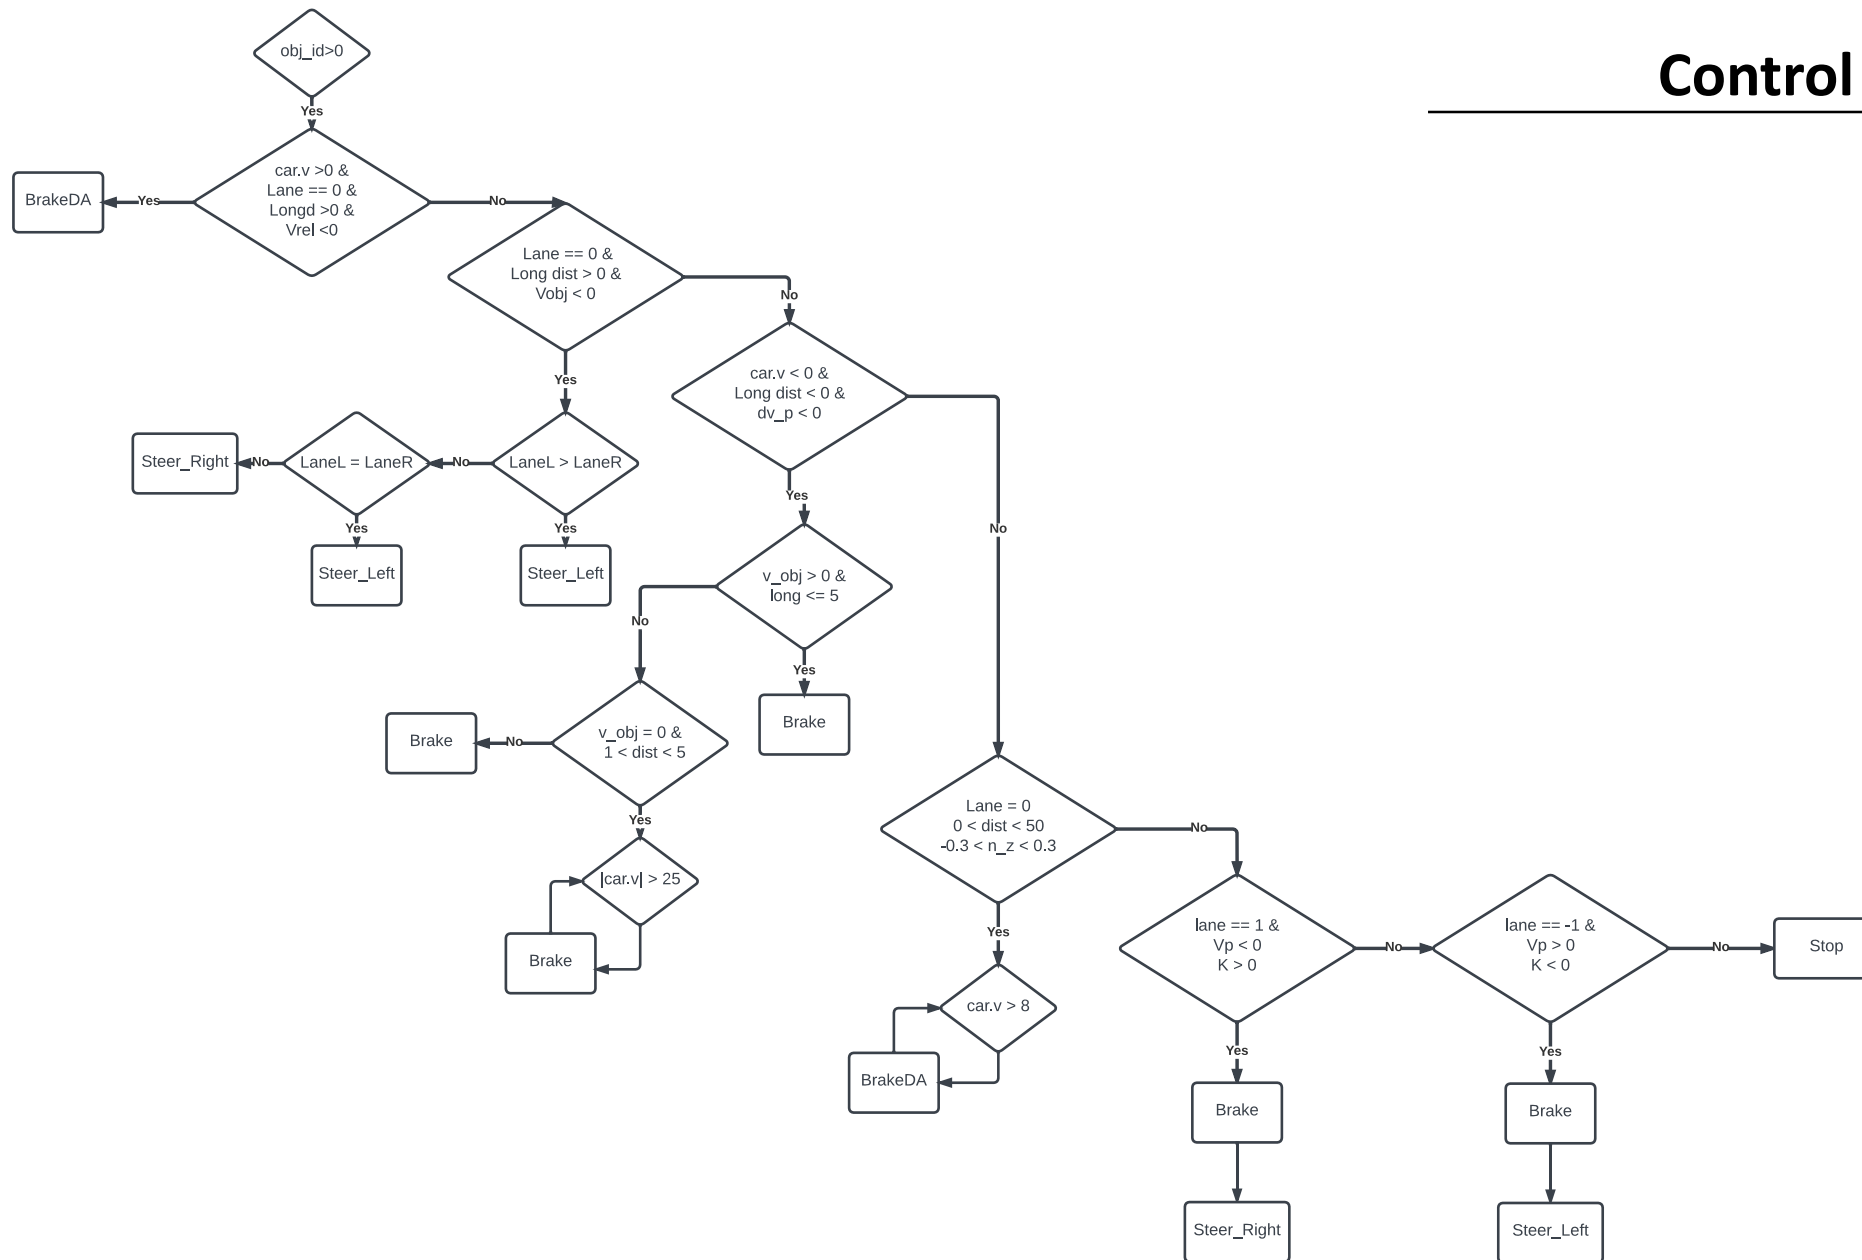 Control
obj_id>0
Yes
car.v >0 &
Lane == 0 &
Longd >0 &
Vrel <0
Yes
BrakeDA
No
Lane == 0 &
Long dist > 0 &
Vobj < 0
No
Yes
car.v < 0 &
Long dist < 0 &
dv_p < 0
LaneL > LaneR
No
LaneL = LaneR
No
Steer_Right
Yes
Steer_Left
Yes
Steer_Left
Yes
No
v_obj > 0 &
long <= 5
No
Yes
Brake
v_obj = 0 &
1 < dist < 5
No
Brake
Yes
|car.v| > 25
Brake
Lane = 0
0 < dist < 50
-0.3 < n_z < 0.3
No
Yes
car.v > 8
BrakeDA
lane == 1 &
Vp < 0
K > 0
No
lane == -1 &
Vp > 0
K < 0
No
Stop
Yes
Brake
Steer_Right
Yes
Brake
Steer_Left